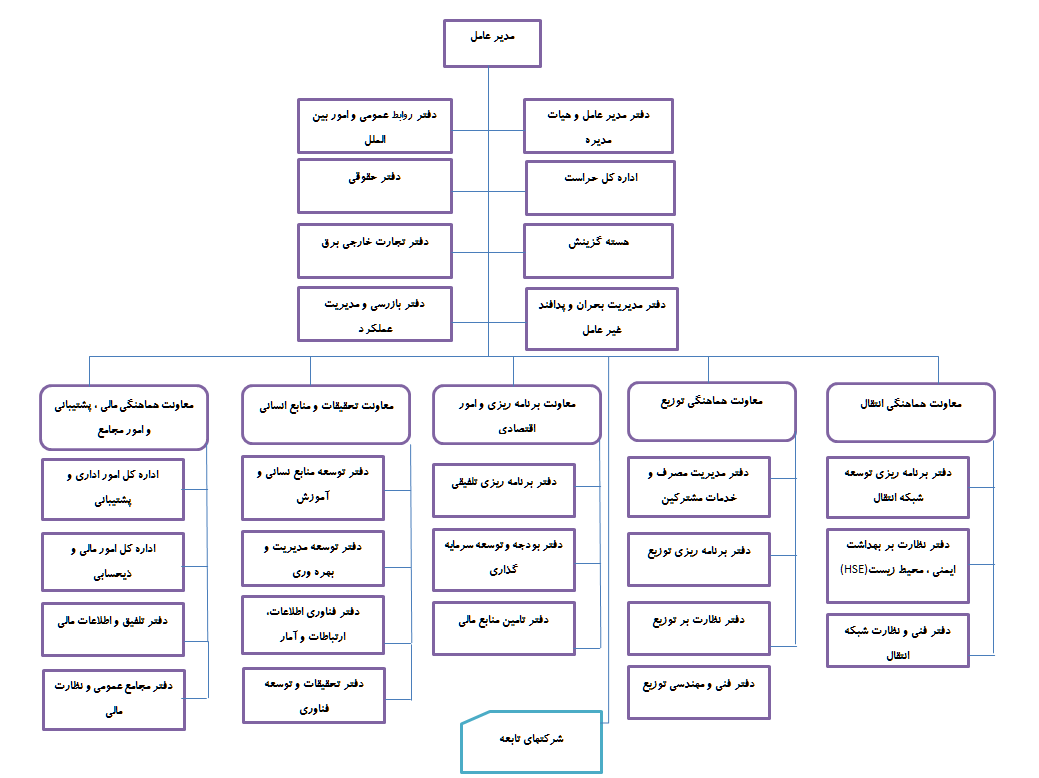 مدیر عامل
دفتر مدیر عامل و هیات
مدیره
دفتر روابط عمومی و امور بین
الملل
اداره کل حراست
دفتر حقوقی
هسته گزینش
دفتر تجارت خارجی برق
دفتر مدیریت بحران و پدافند
غیر عامل
دفتر بازرسی و مدیریت
عملکرد
معاونت هماهنگی انتقال
دفتر برنامه ریزی توسعه
شبکه انتقال
دفتر نظارت بر بهداشت
ایمنی ، محیط زیست(HSE)
دفتر فنی و نظارت شبکه
انتقال
معاونت هماهنگی توزیع
دفتر مدیریت مصرف و
خدمات مشترکین
دفتر برنامه ریزی توزیع
دفتر نظارت بر توزیع
دفتر فنی و مهندسی توزیع
معاونت برنامه ریزی و امور
اقتصادی
دفتر برنامه ریزی تلفیقی
دفتر بودجه و توسعه سرمایه
گذاری
دفتر تامین منابع مالی
معاونت تحقیقات و منابع انسانی
دفتر توسعه منابع نسانی و
آموزش
دفتر توسعه مدیریت و
بهره وری
دفتر فناوری اطلاعات،
ارتباطات و آمار
دفتر تحقیقات و توسعه
فناوری
معاونت هماهنگی مالی ، پشتیبانی
و امور مجامع
اداره کل امور اداری و
پشتیبانی
اداره کل امور مالی و
ذیحسابی
دفتر تلفیق و اطلاعات مالی
دفتر مجامع عمومی و نظارت
مالی
شرکتهای تابعه